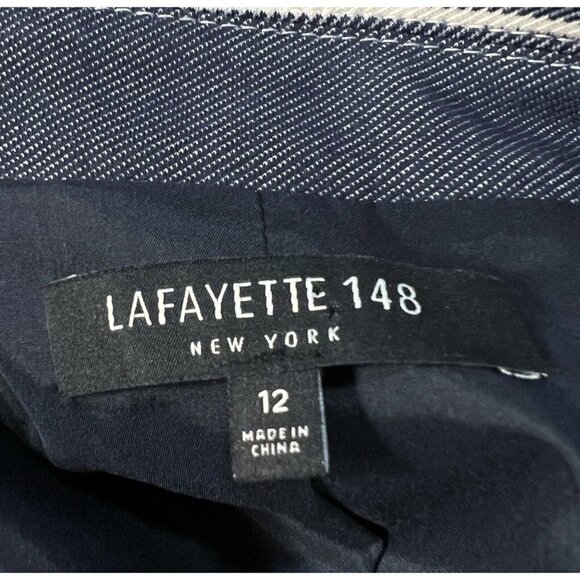 LAFAYETTE 148
NEW YORK
12
MADE IN
CHINA